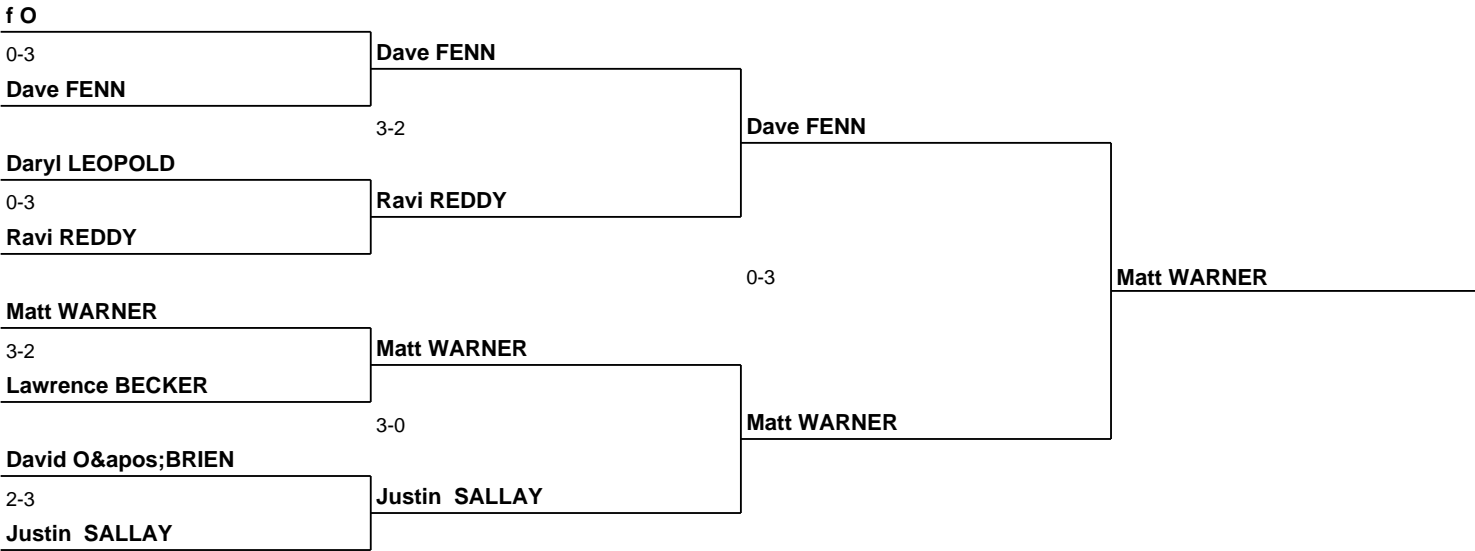 f O
0-3
Dave FENN
Dave FENN
3-2
Dave FENN
Daryl LEOPOLD
0-3
Ravi REDDY
Ravi REDDY
0-3
Matt WARNER
Matt WARNER
3-2
Matt WARNER
Lawrence BECKER
3-0
Matt WARNER
David O&apos;BRIEN
2-3
Justin  SALLAY
Justin  SALLAY